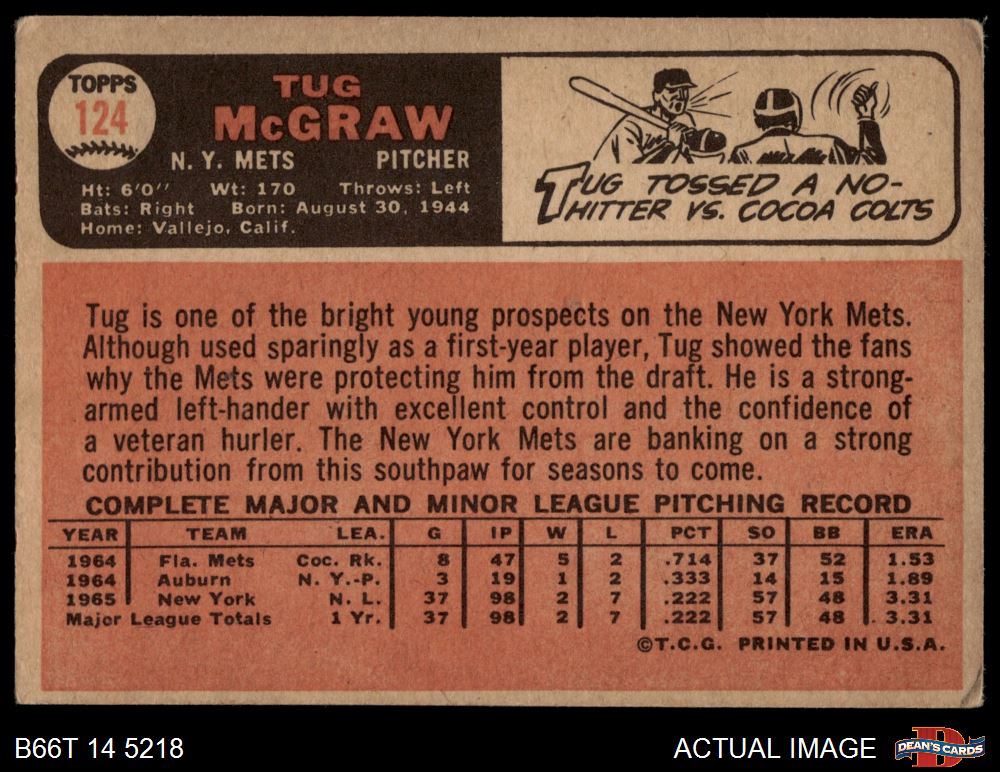 TOPPS
124
TUG
McGRAW
N. Y. METS PITCHER
Ht: 6'0" Wt: 170 Throws: Left
Bats: Right Born: August 30, 1944
Home: Vallejo, Calif.
TUG TOSSED A NO-
HITTER VS. COCOA COLTS
Tug is one of the bright young prospects on the New York Mets.
Although used sparingly as a first-year player, Tug showed the fans
why the Mets were protecting him from the draft. He is a strong-
armed left-hander with excellent control and the confidence of
a veteran hurler. The New York Mets are banking on a strong
contribution from this southpaw for seasons to come.
COMPLETE MAJOR AND MINOR LEAGUE PITCHING RECORD
YEAR TEAM LEA. G IP W L PCT SO BB ERA
1964 Fla. Mets Coc. Rk. 8 47 5 2 .714 37 52 1.53
1964 Auburn N. Y.-P. 3 19 1 2 .333 14 15 1.89
1965 New York N. L. 37 98 2 7 .222 57 48 3.31
Major League Totals 1 Yr. 37 98 2 7 .222 57 48 3.31
©T.C.G. PRINTED IN U.S.A.
B66T 14 5218
ACTUAL IMAGE
D
DEAN'S CARDS